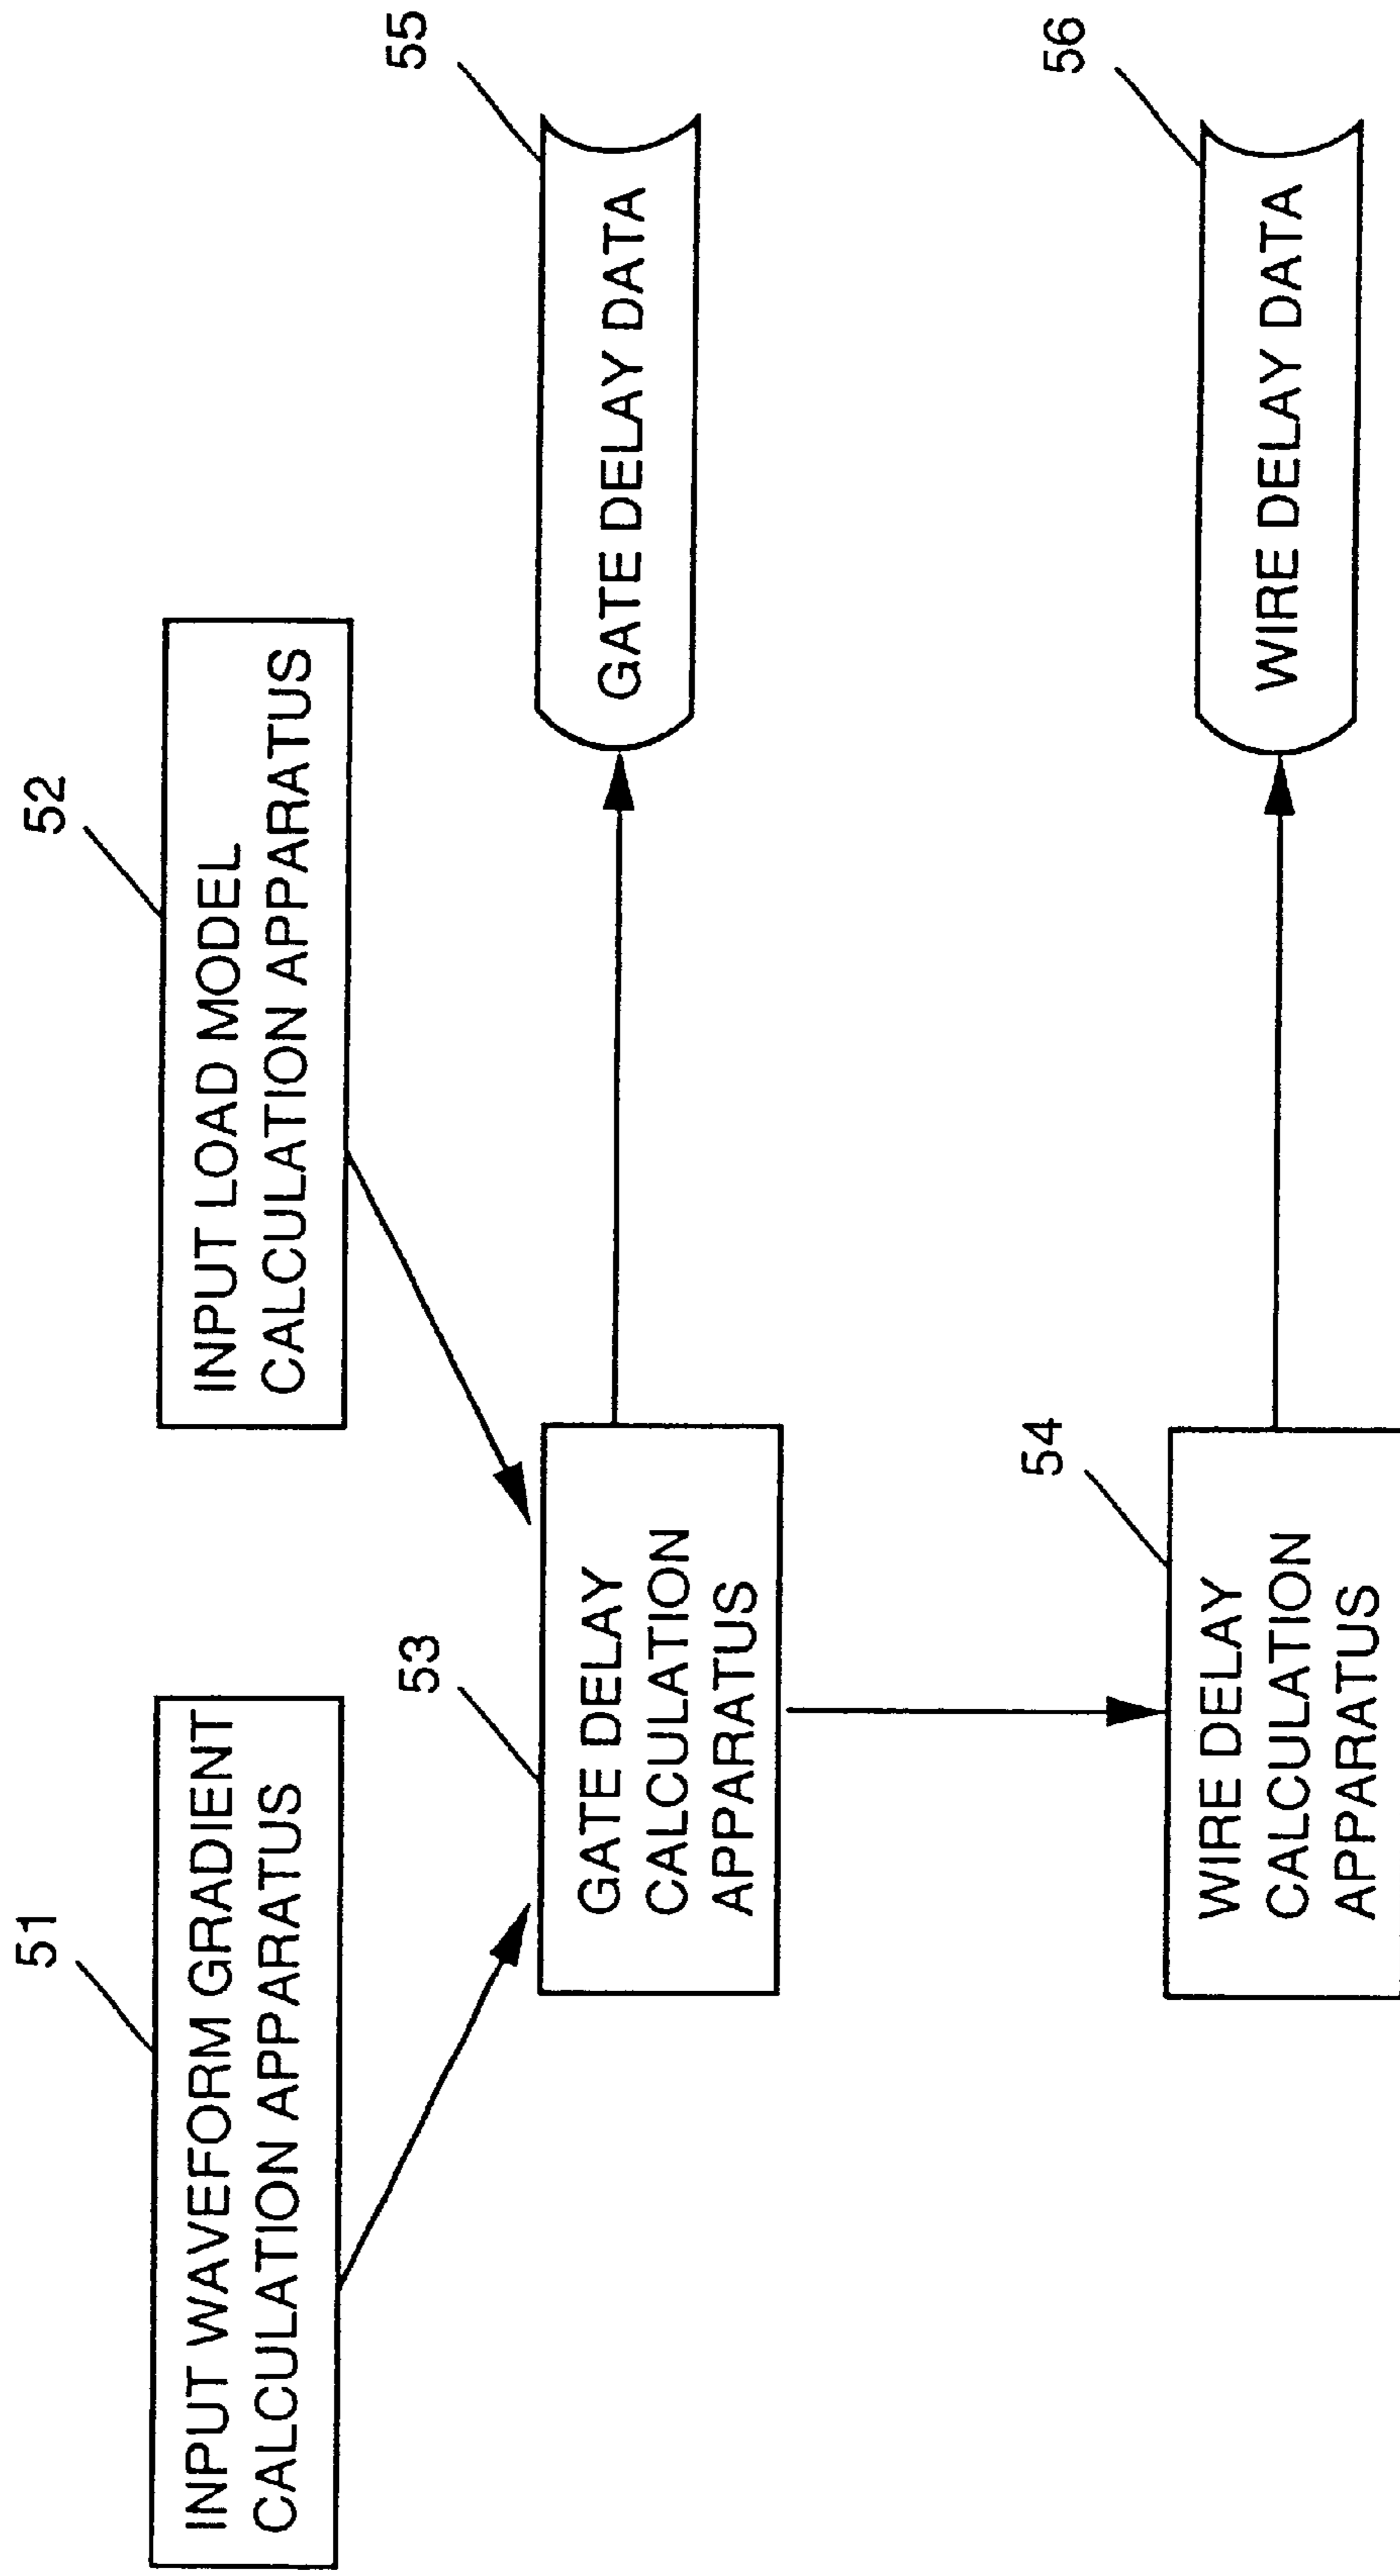 51
INPUT WAVEFORM GRADIENT
CALCULATION APPARATUS
52
INPUT LOAD MODEL
CALCULATION APPARATUS
53
GATE DELAY
CALCULATION
APPARATUS
55
GATE DELAY DATA
54
WIRE DELAY
CALCULATION
APPARATUS
56
WIRE DELAY DATA